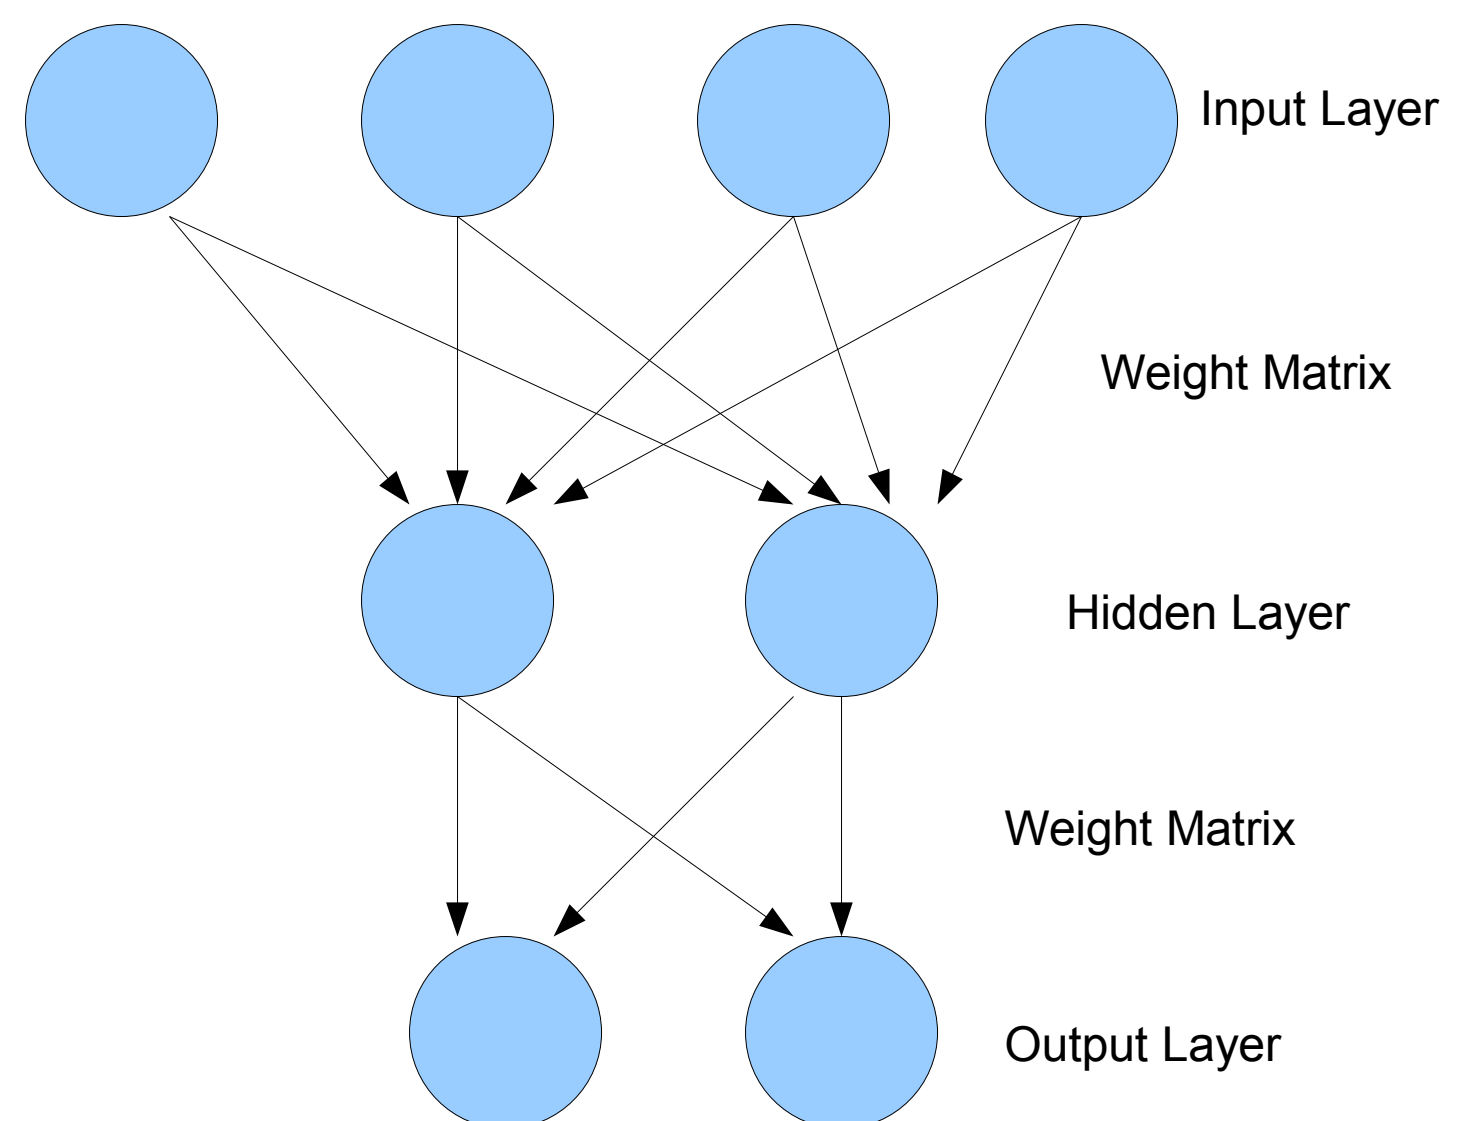 Input Layer
Weight Matrix
Hidden Layer
Weight Matrix
Output Layer